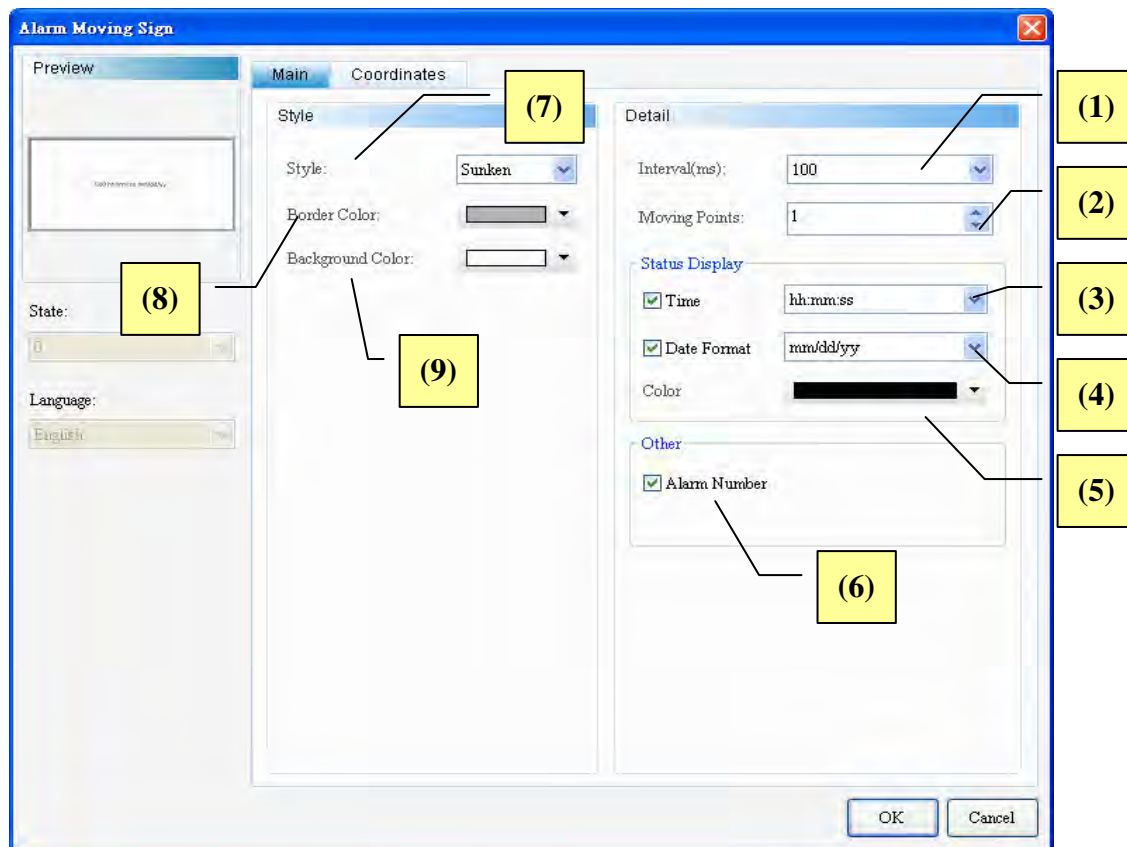 Alarm Moving Sign
Preview
State:
0
Language:
English
Main Coordinates
Style
(7)
Style: Sunken
Border Color:
Background Color:
(8)
(9)
Detail
Interval(ms): 100
(1)
Moving Points: 1
(2)
Status Display
Time hh:mm:ss
(3)
Date Format mm/dd/yy
(4)
Color
(5)
Other
Alarm Number
(6)
OK Cancel